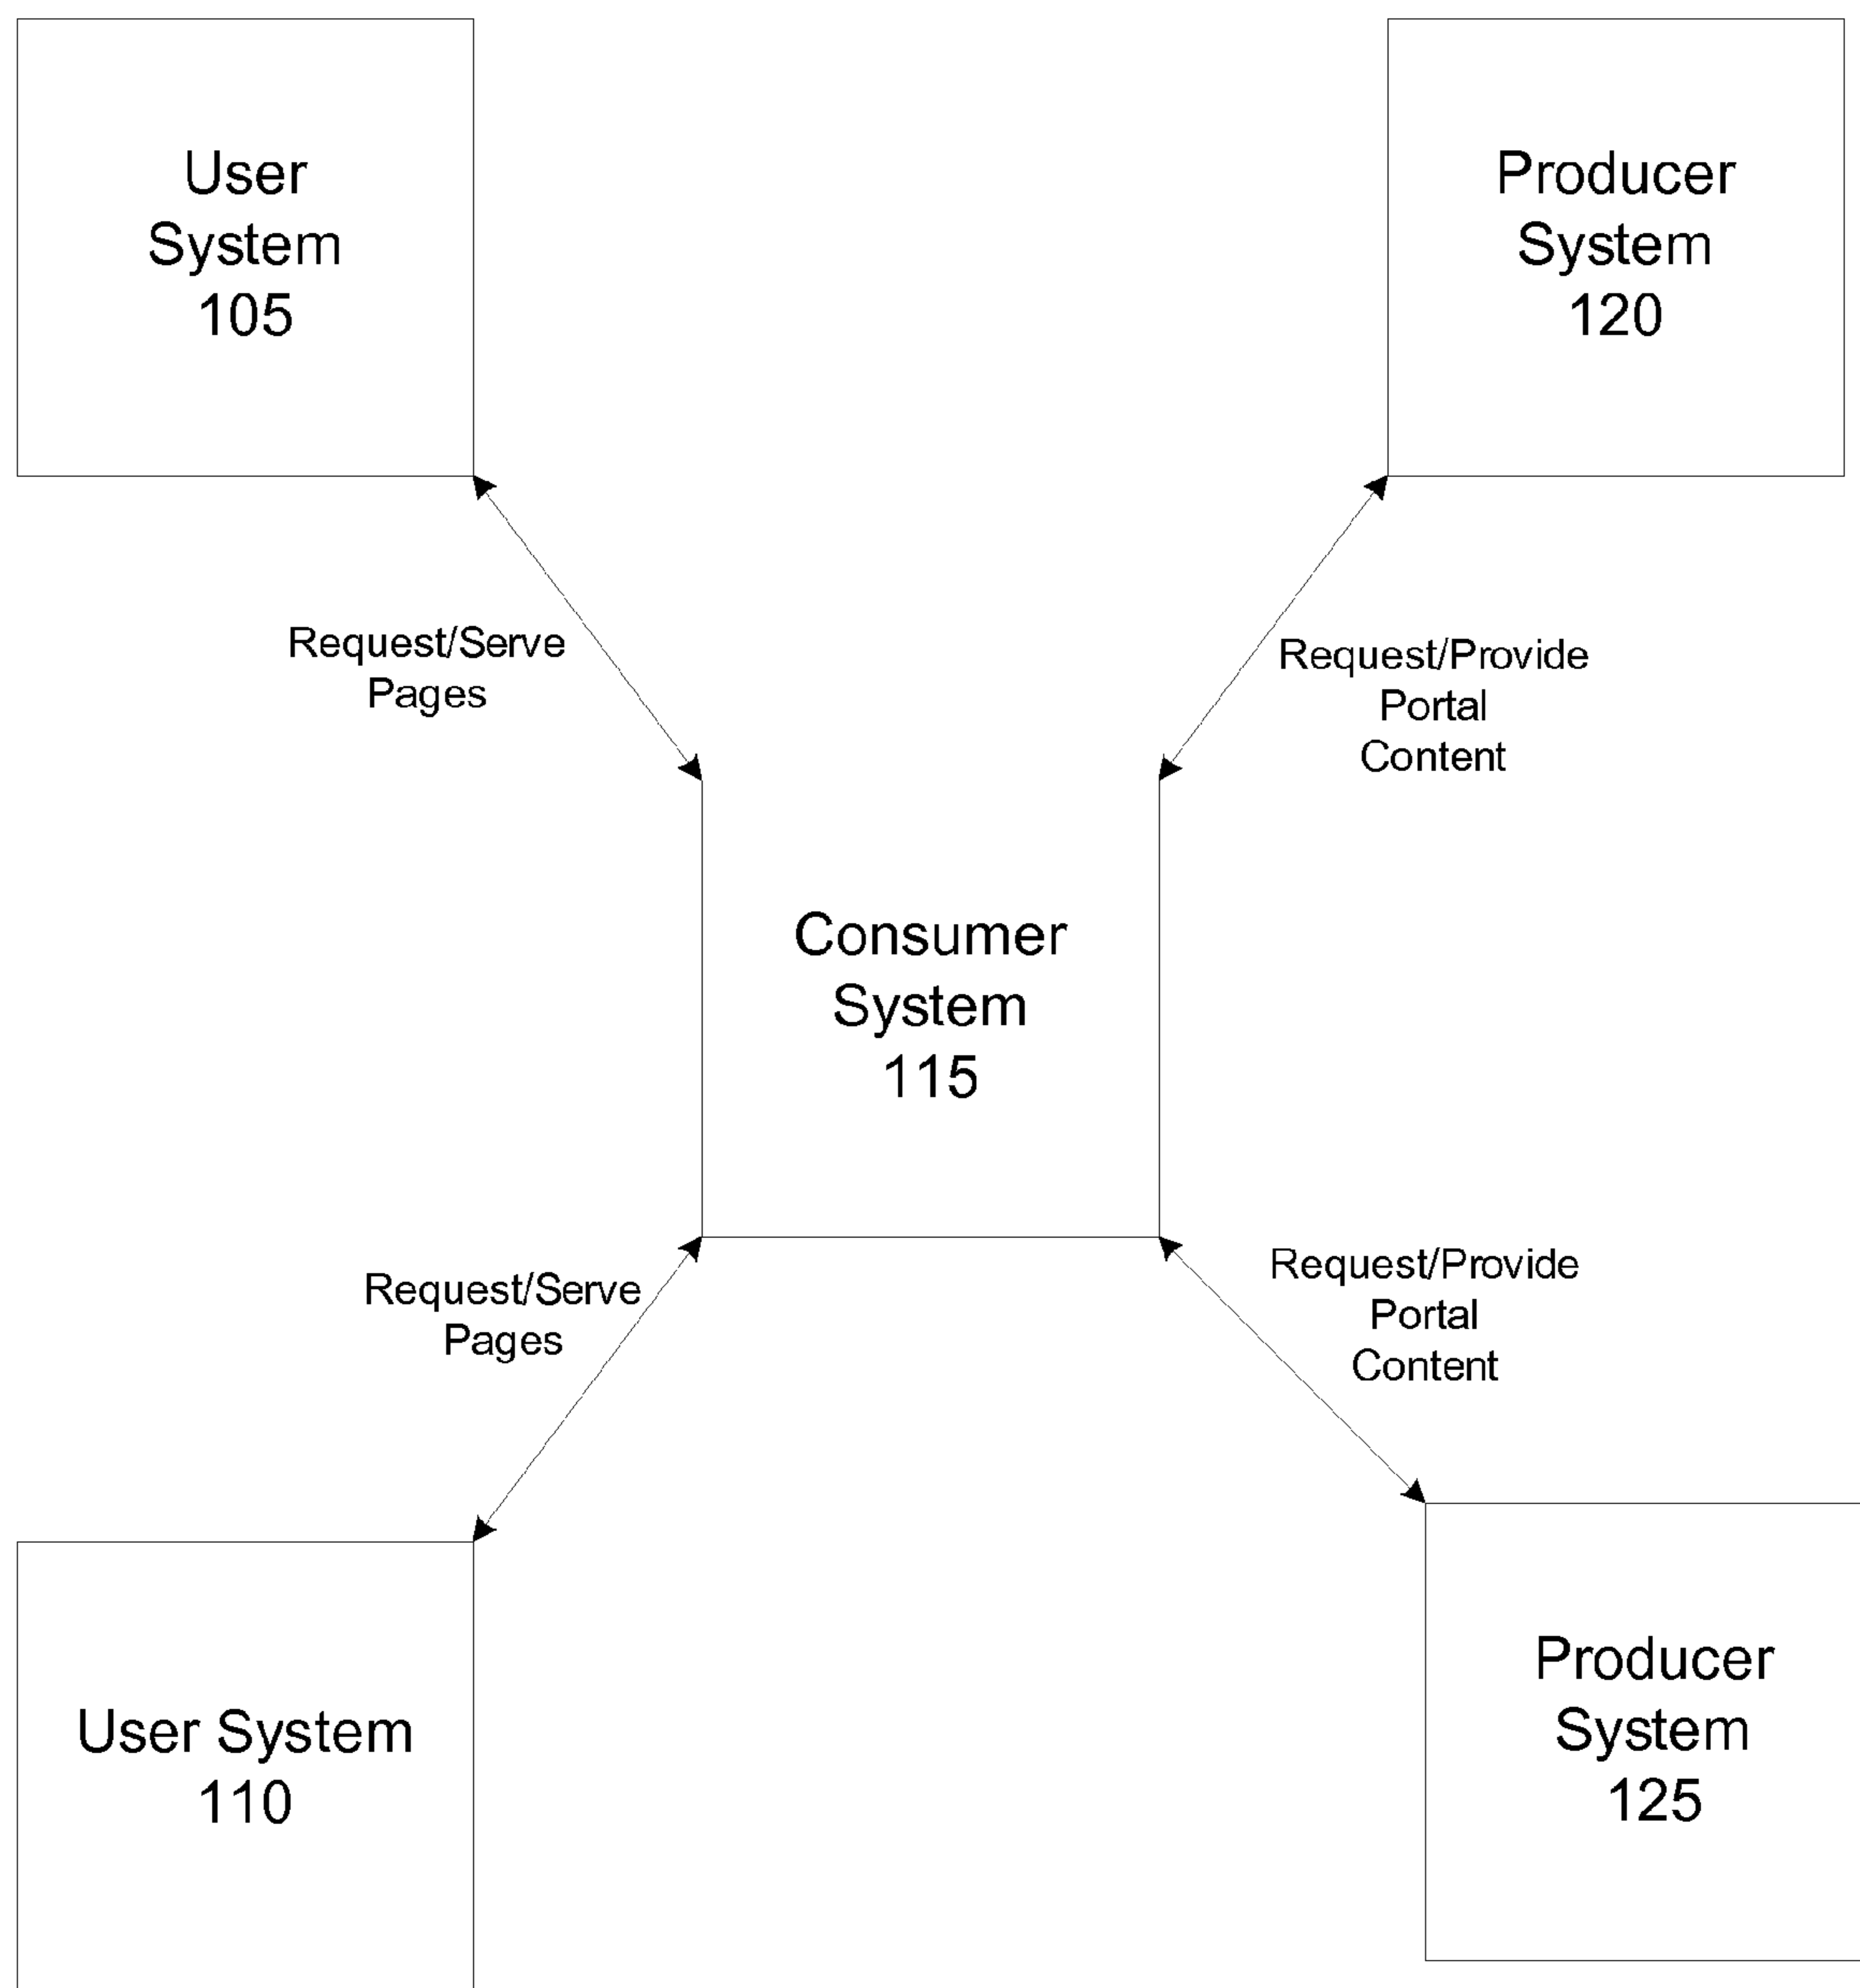 User
System
105
Producer
System
120
Request/Serve
Pages
Request/Provide
Portal
Content
Consumer
System
115
Request/Serve
Pages
Request/Provide
Portal
Content
User System
110
Producer
System
125